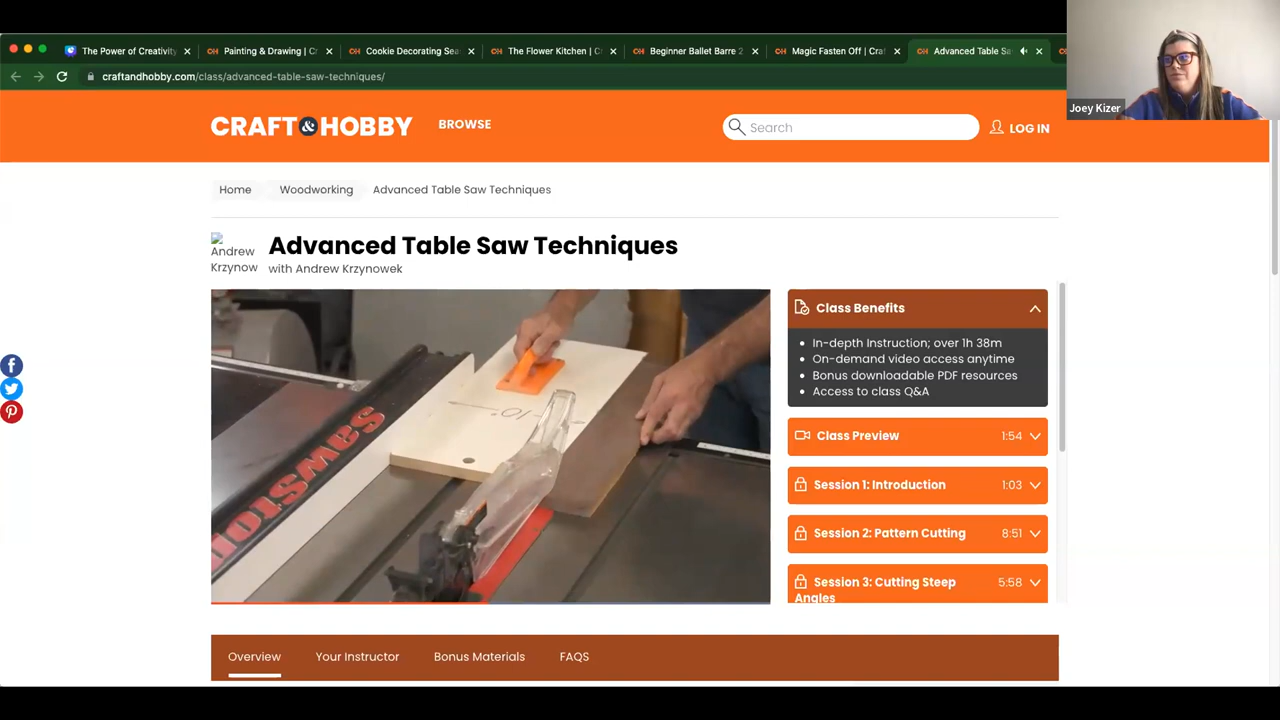 The Power of Creativity
Painting & Drawing | C
Cookie Decorating Sea
The Flower Kitchen | C
Beginner Ballet Barre 2
Magic Fasten Off | Cra
Advanced Table Sa
craftandhobby.com/class/advanced-table-saw-techniques/
Joey Kizer
CRAFT&HOBBY
BROWSE
Search
LOG IN
Home
Woodworking
Advanced Table Saw Techniques
Andrew
Krzynow
Advanced Table Saw Techniques
with Andrew Krzynowek
SAWSTOP
10°
Class Benefits
In-depth Instruction; over 1h 38m
On-demand video access anytime
Bonus downloadable PDF resources
Access to class Q&A
Class Preview 1:54
Session 1: Introduction 1:03
Session 2: Pattern Cutting 8:51
Session 3: Cutting Steep 5:58
Angles
Overview
Your Instructor
Bonus Materials
FAQS